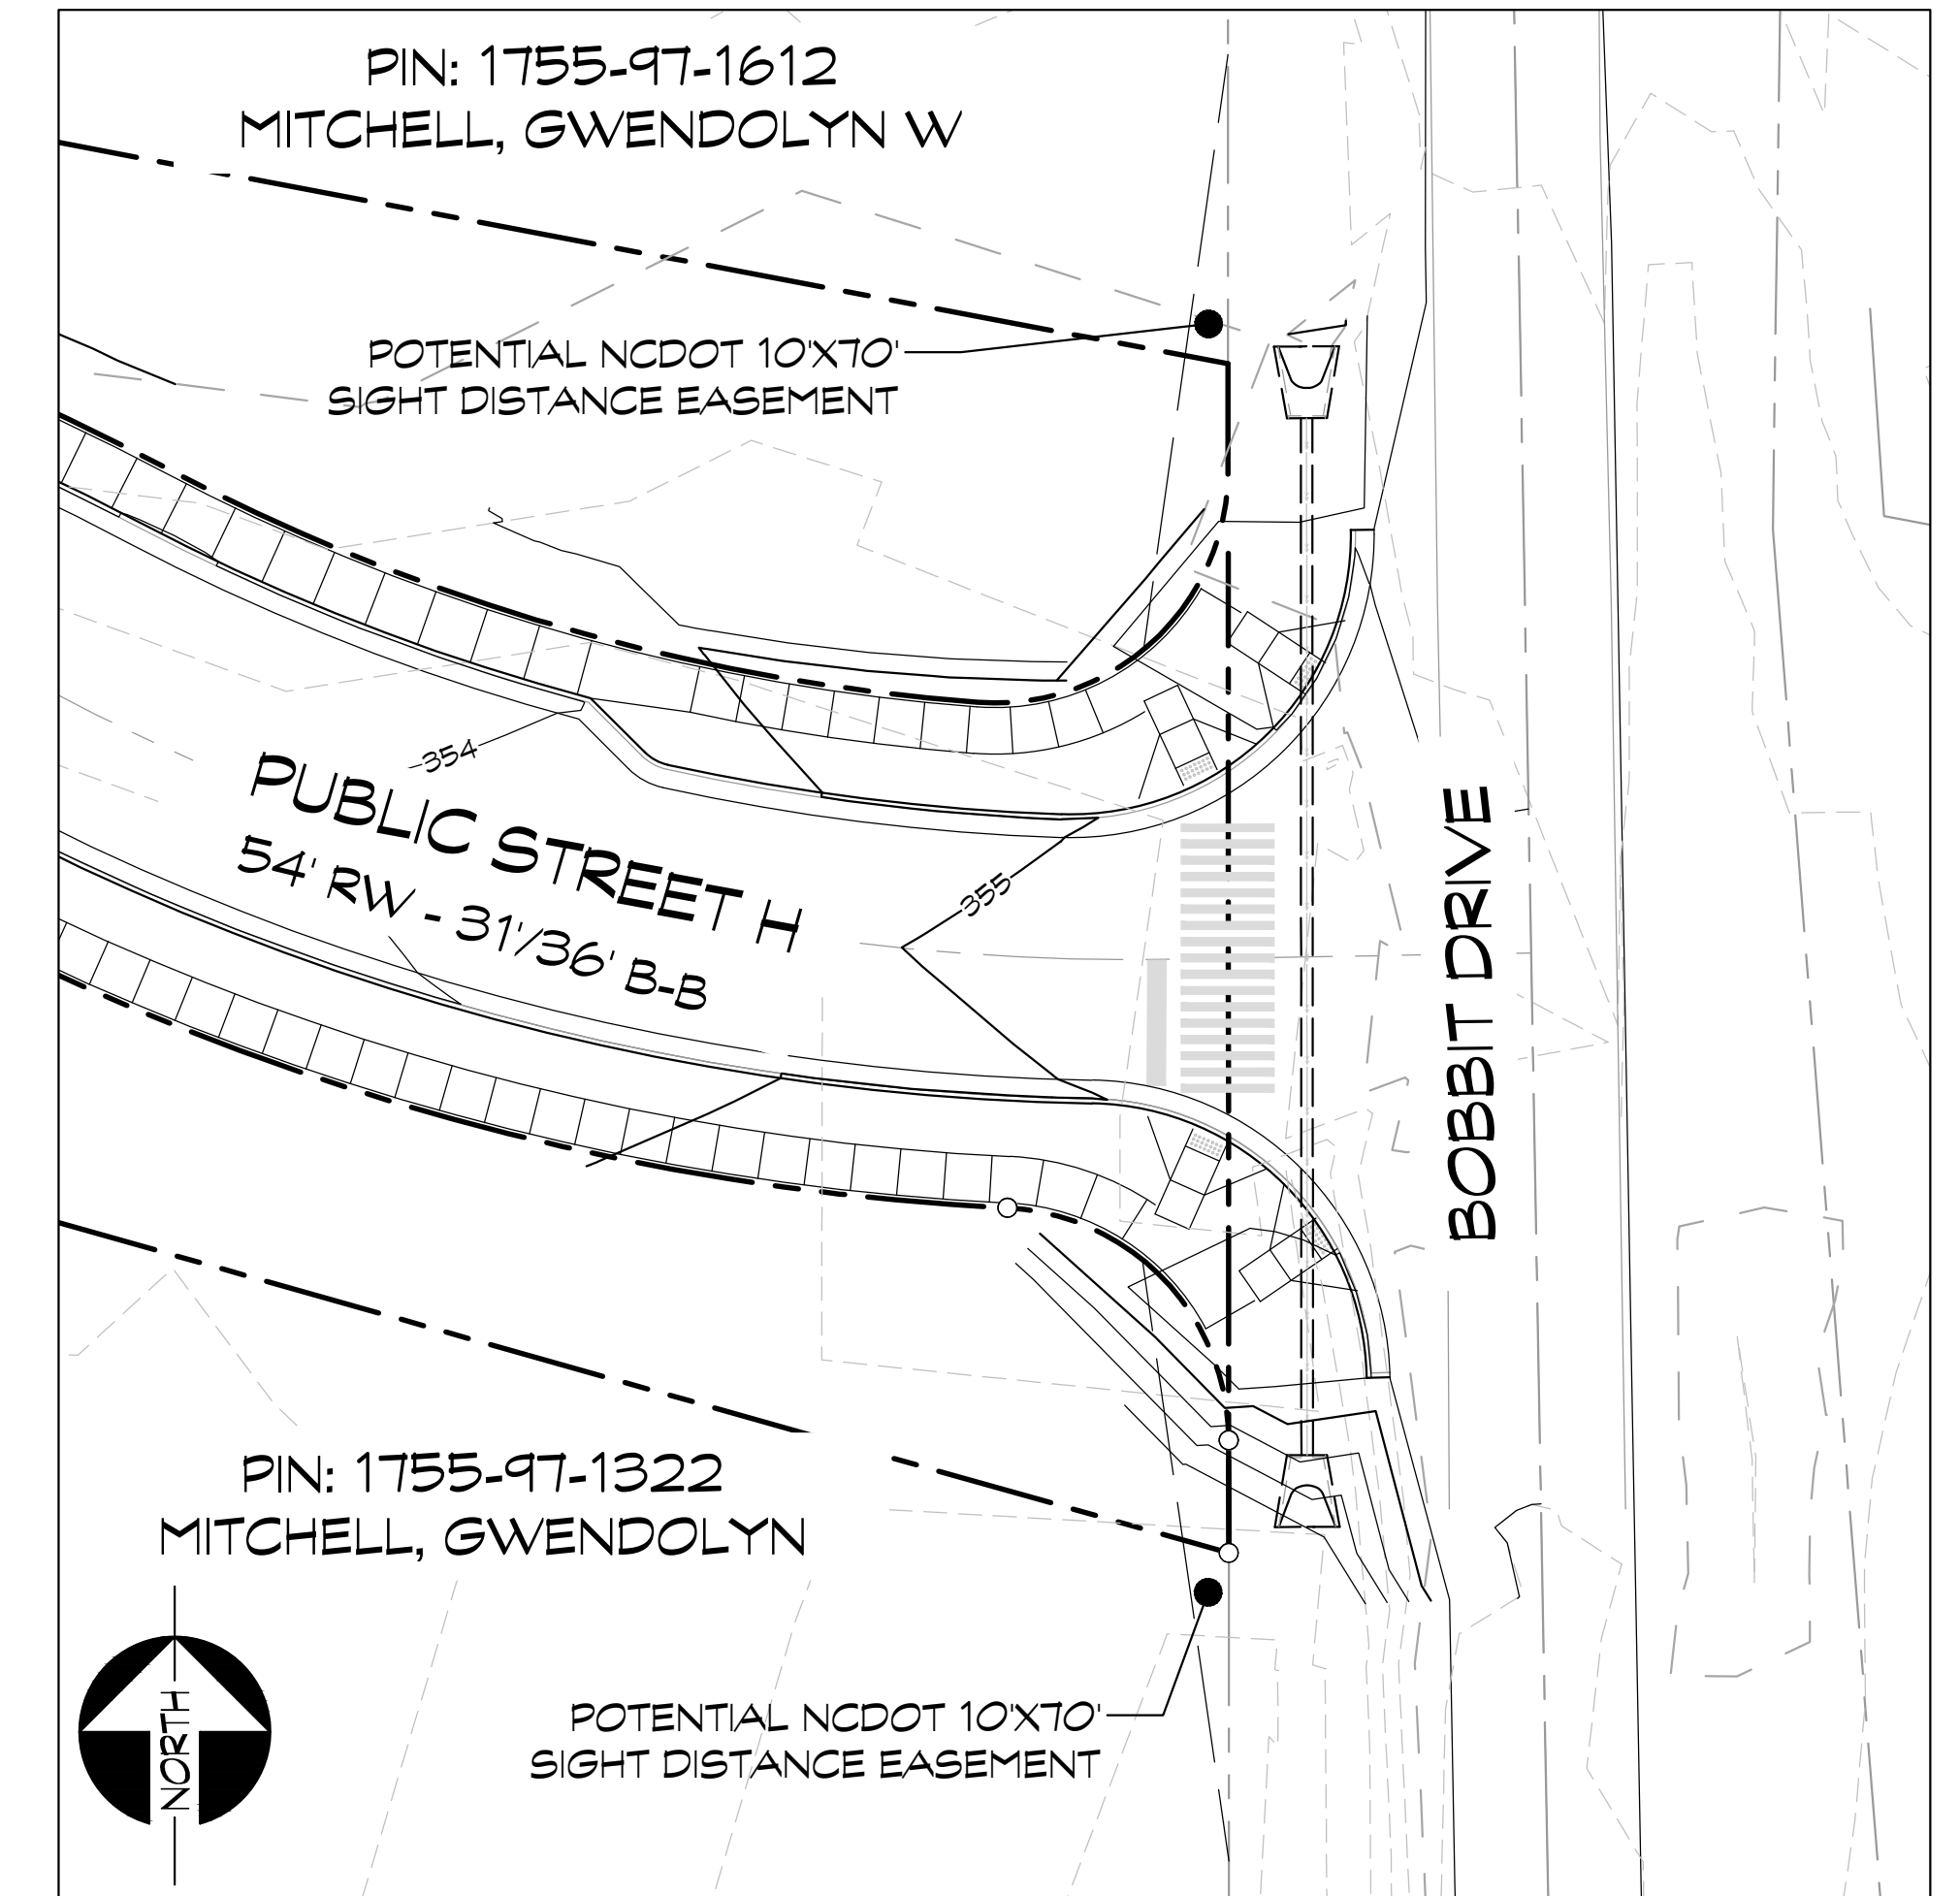 PIN: 1755-97-1612
MITCHELL, GWENDOLYN W
POTENTIAL NCDOT 10'X70'
SIGHT DISTANCE EASEMENT
354
PUBLIC STREET H
54' RW - 31'/36' B-B
355
BOBBIT DRIVE
PIN: 1755-97-1322
MITCHELL, GWENDOLYN
POTENTIAL NCDOT 10'X70'
SIGHT DISTANCE EASEMENT
NORTH